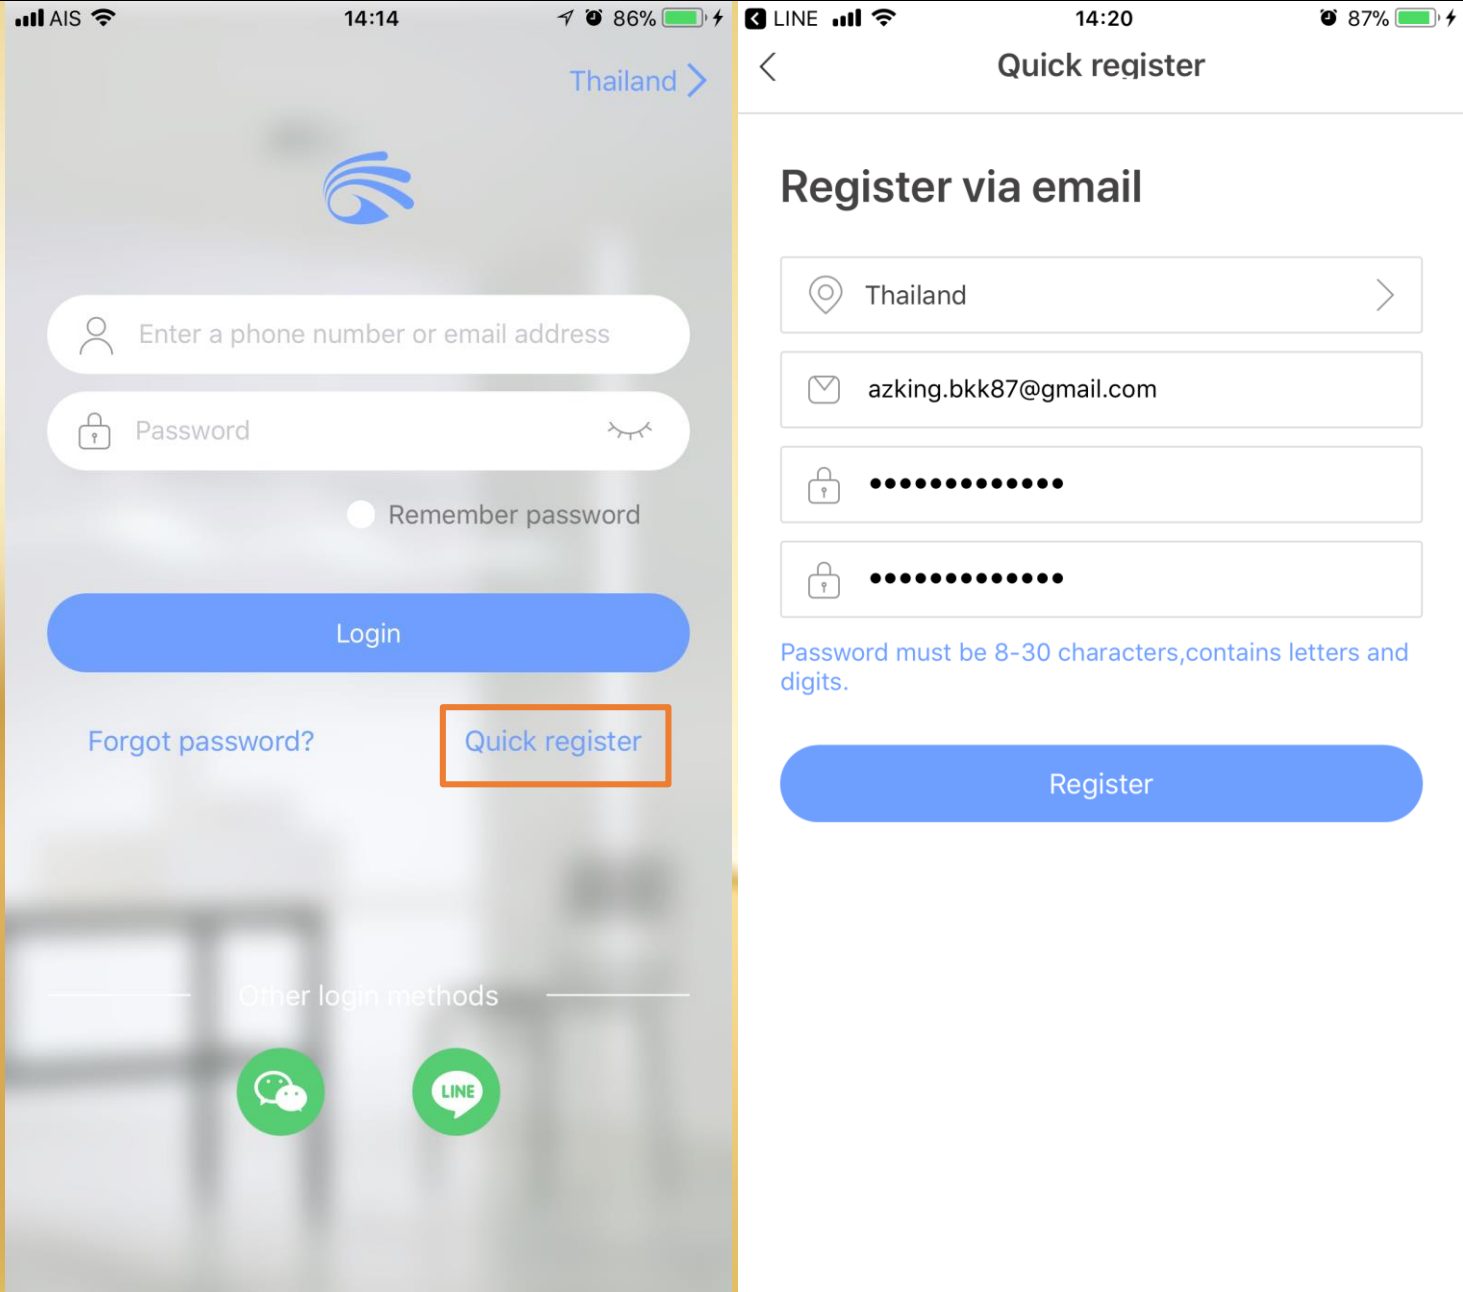 AIS 14:14 86%
Thailand
Enter a phone number or email address
Password
Remember password
Login
Forgot password? Quick register
Other login methods
LINE
LINE 14:20 87%
Quick register
Register via email
Thailand
azking.bkk87@gmail.com
•••••••••••••
•••••••••••••
Password must be 8-30 characters,contains letters and
digits.
Register